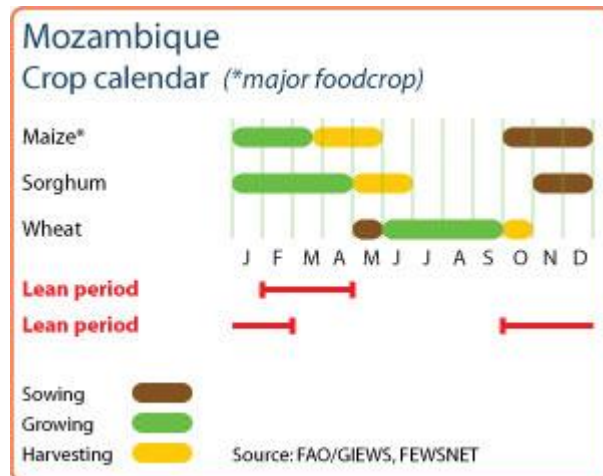 Mozambique
Crop calendar (*major foodcrop)
Maize*
Sorghum
Wheat
J F M A M J J A S O N D
Lean period
Lean period
Sowing
Growing
Harvesting
Source: FAO/GIEWS, FEWSNET